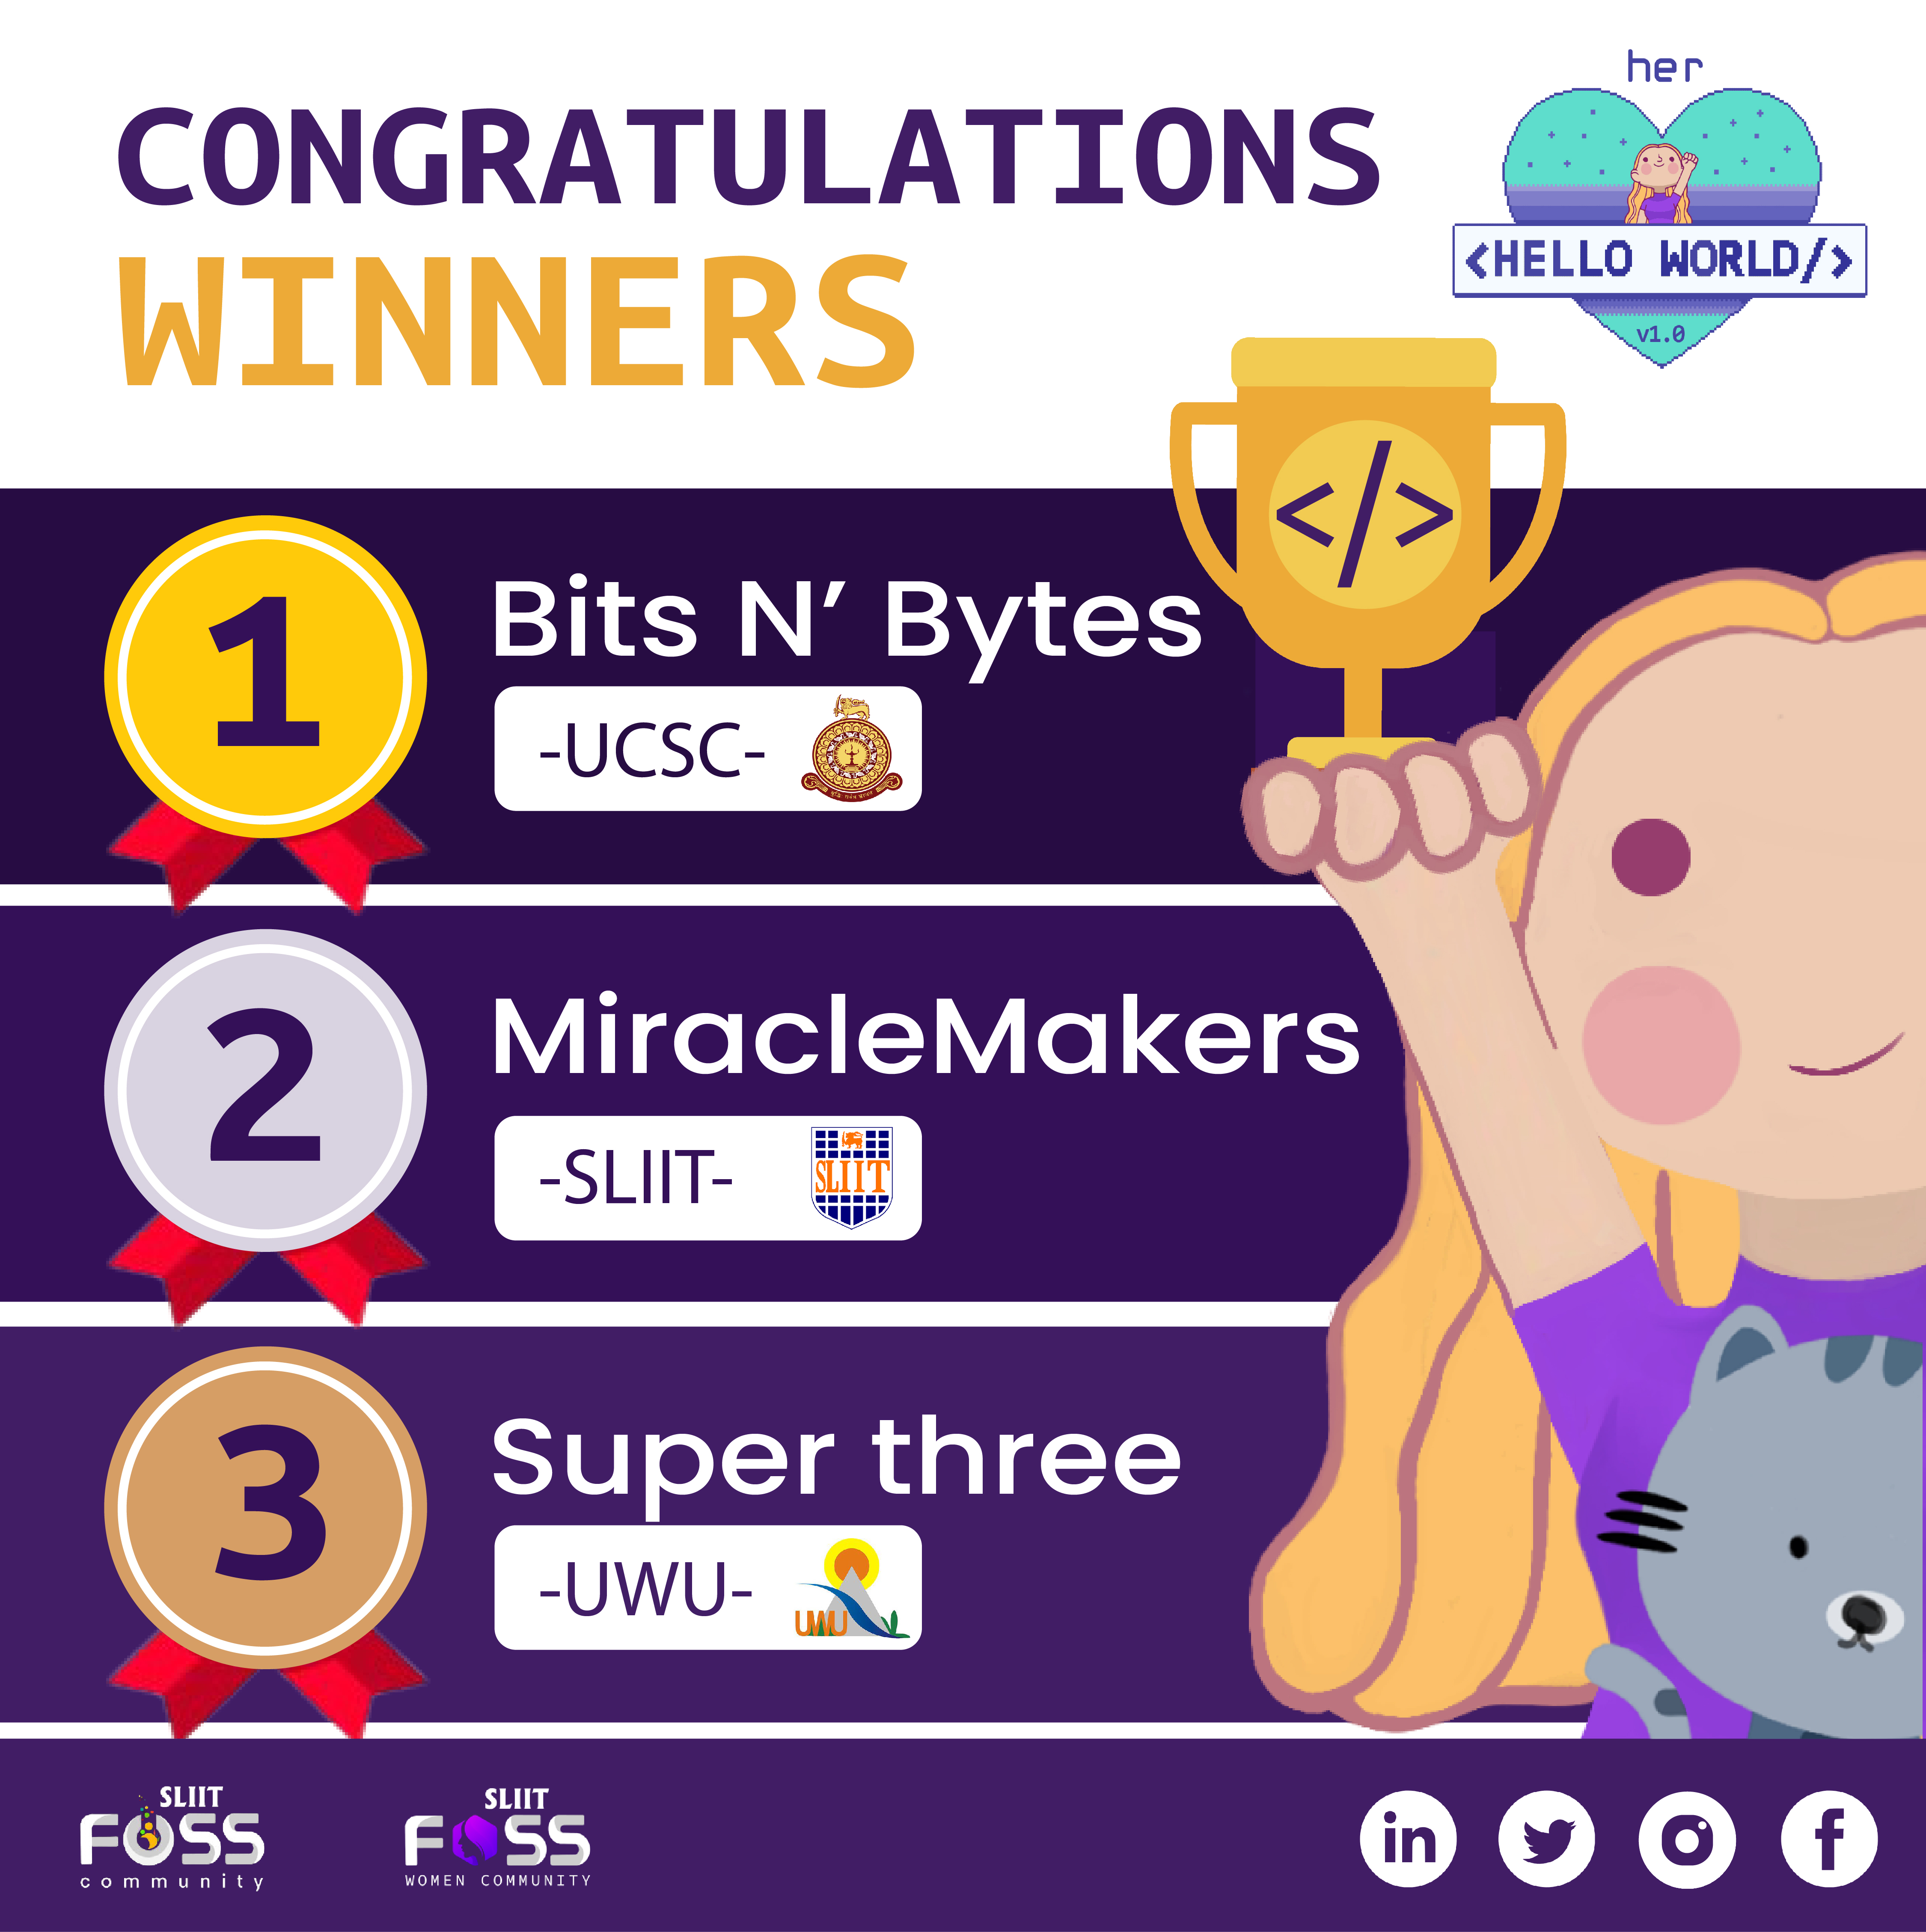 her
CONGRATULATIONS
<HELLO WORLD/>
WINNERS
v1.0
</>
1
Bits N’ Bytes
-UCSC-
2
MiracleMakers
-SLIIT-
SLIIT
3
Super three
-UWU-
UWU
SLIIT
FOSS
community
SLIIT
FOSS
WOMEN COMMUNITY
in
f